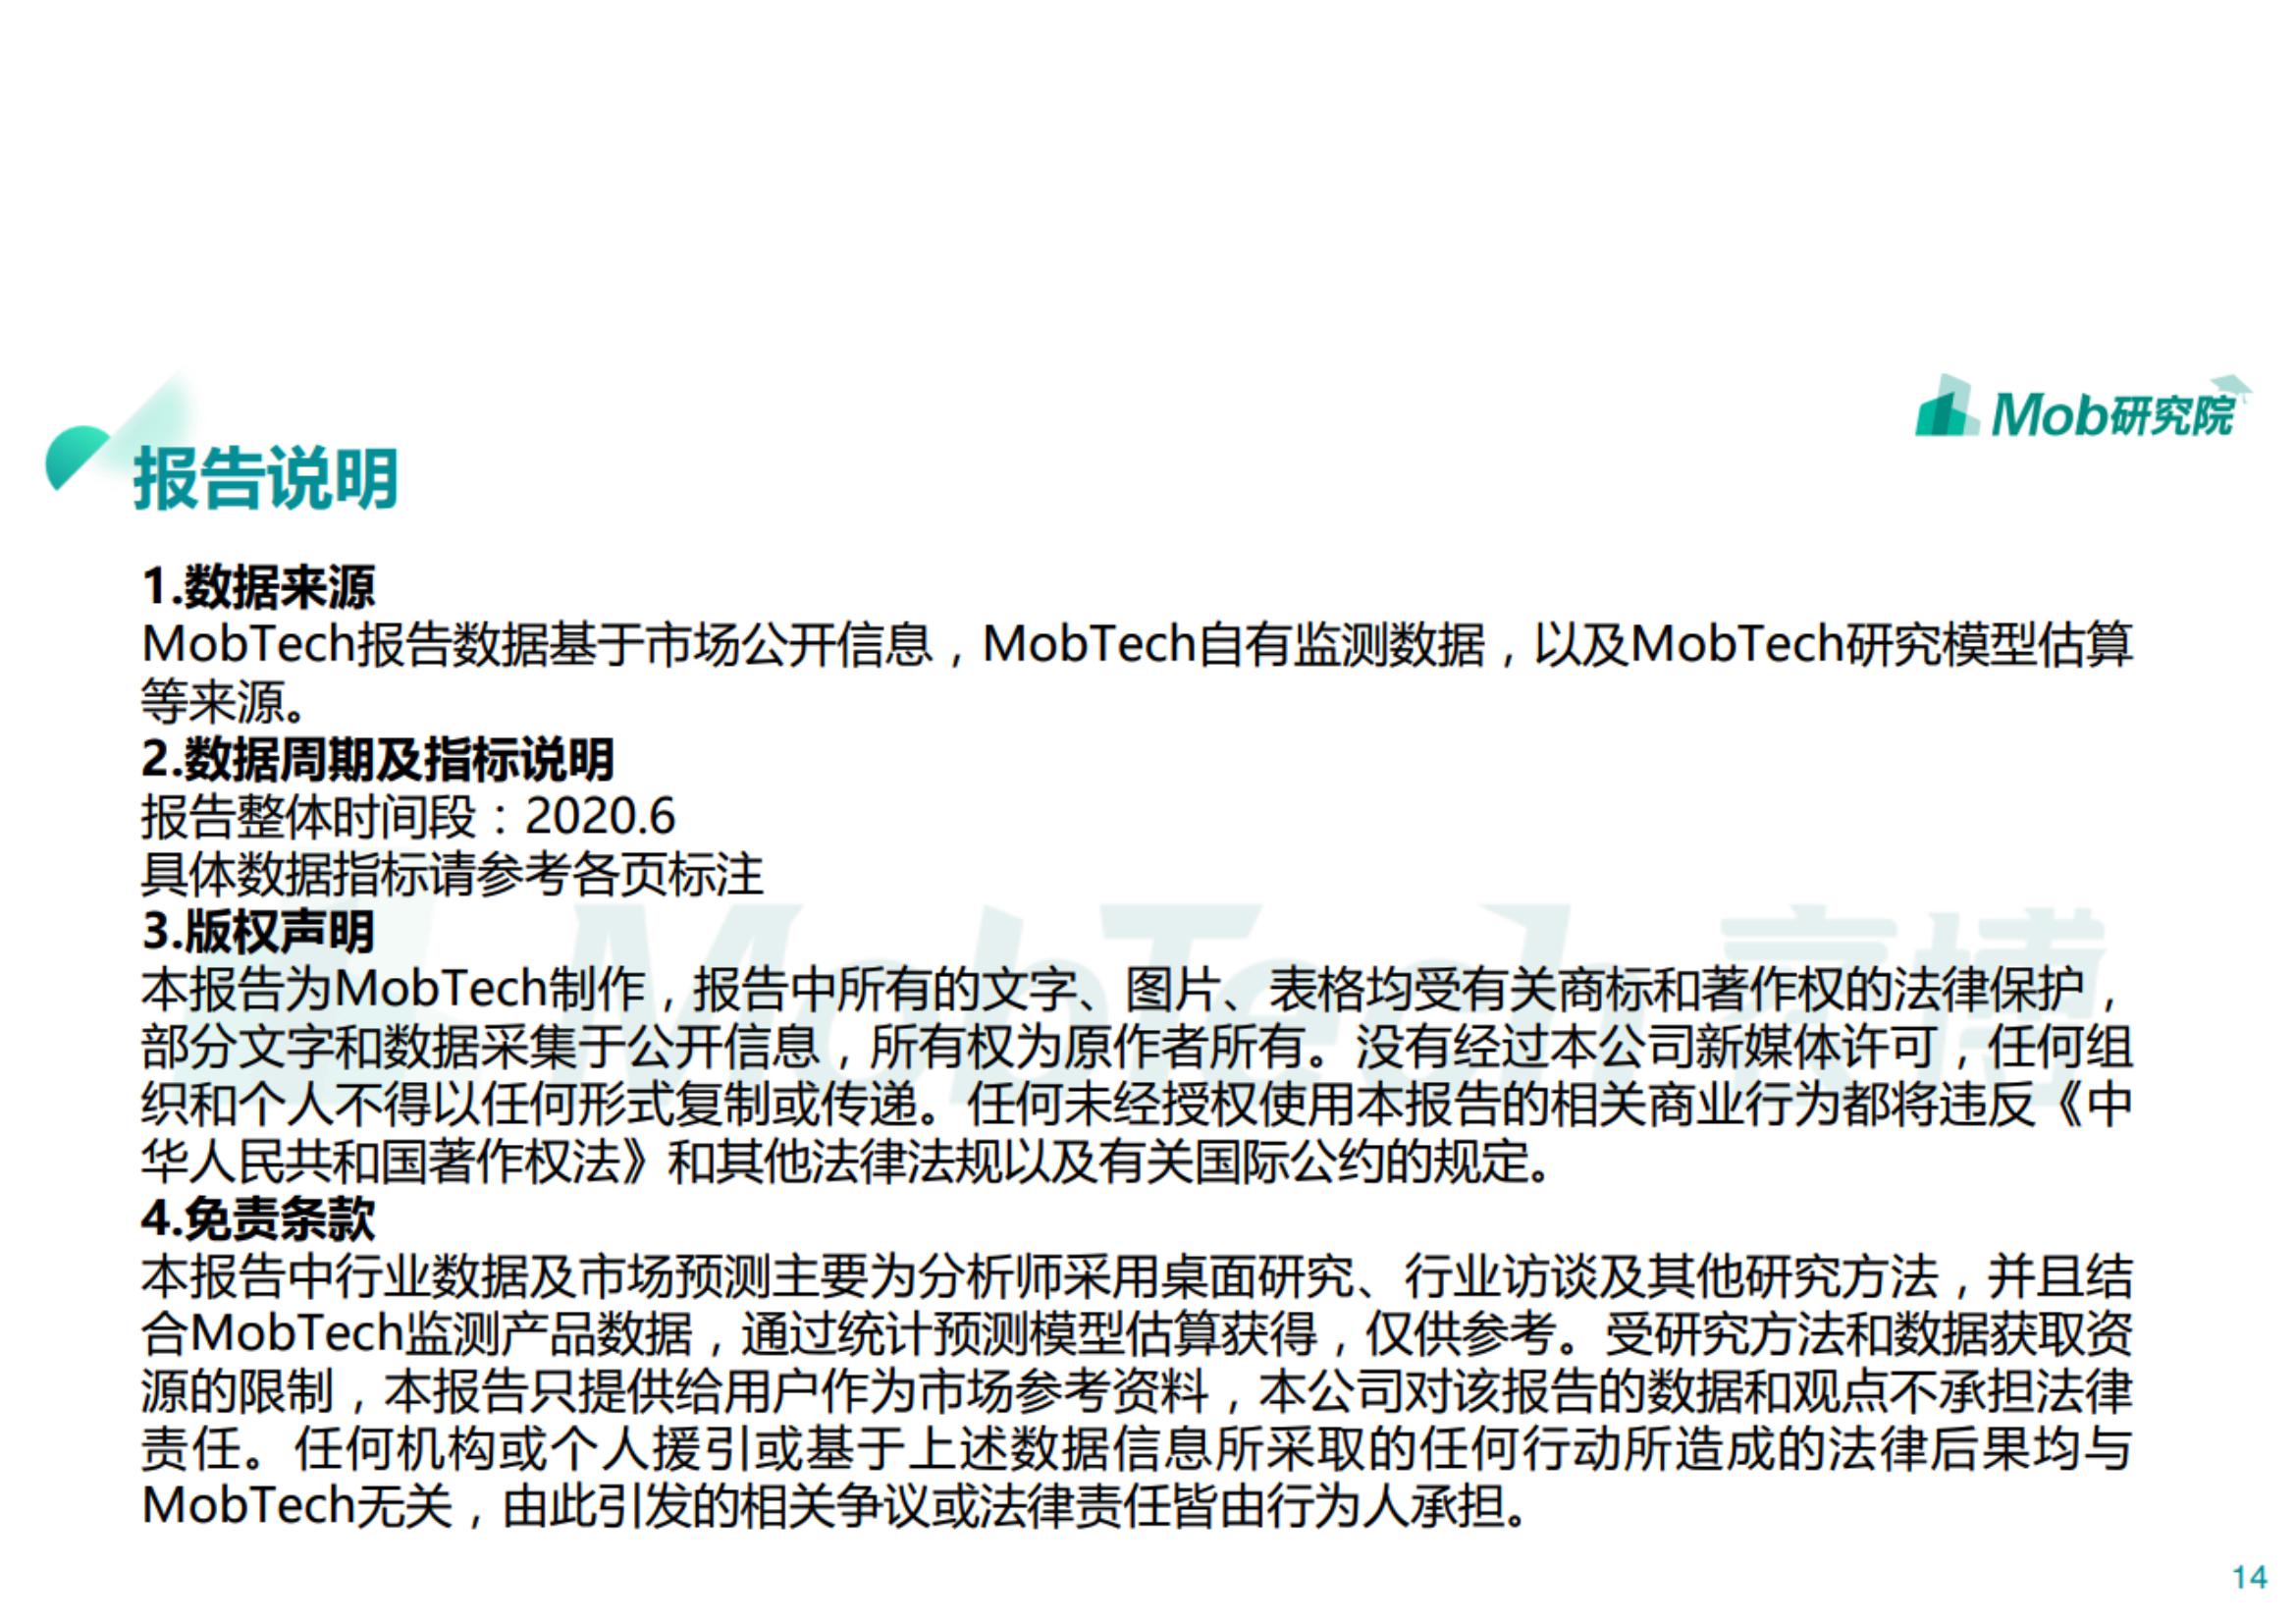 Mob研究院
报告说明
1.数据来源
MobTech报告数据基于市场公开信息，MobTech自有监测数据，以及MobTech研究模型估算
等来源。
2.数据周期及指标说明
报告整体时间段：2020.6
具体数据指标请参考各页标注
3.版权声明
本报告为MobTech制作，报告中所有的文字、图片、表格均受有关商标和著作权的法律保护，
部分文字和数据采集于公开信息，所有权为原作者所有。没有经过本公司新媒体许可，任何组
织和个人不得以任何形式复制或传递。任何未经授权使用本报告的相关商业行为都将违反《中
华人民共和国著作权法》和其他法律法规以及有关国际公约的规定。
4.免责条款
本报告中行业数据及市场预测主要为分析师采用桌面研究、行业访谈及其他研究方法，并且结
合MobTech监测产品数据，通过统计预测模型估算获得，仅供参考。受研究方法和数据获取资
源的限制，本报告只提供给用户作为市场参考资料，本公司对该报告的数据和观点不承担法律
责任。任何机构或个人援引或基于上述数据信息所采取的任何行动所造成的法律后果均与
MobTech无关，由此引发的相关争议或法律责任皆由行为人承担。
MobTech 袤博
14